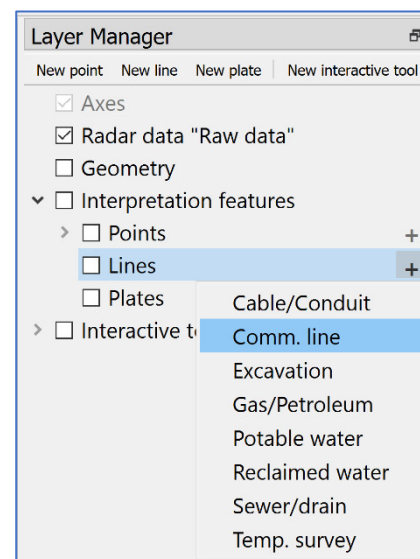 Layer Manager
New point New line New plate New interactive tool
Axes
Radar data "Raw data"
Geometry
Interpretation features
Points +
Lines +
Plates
Interactive t
Cable/Conduit
Comm. line
Excavation
Gas/Petroleum
Potable water
Reclaimed water
Sewer/drain
Temp. survey